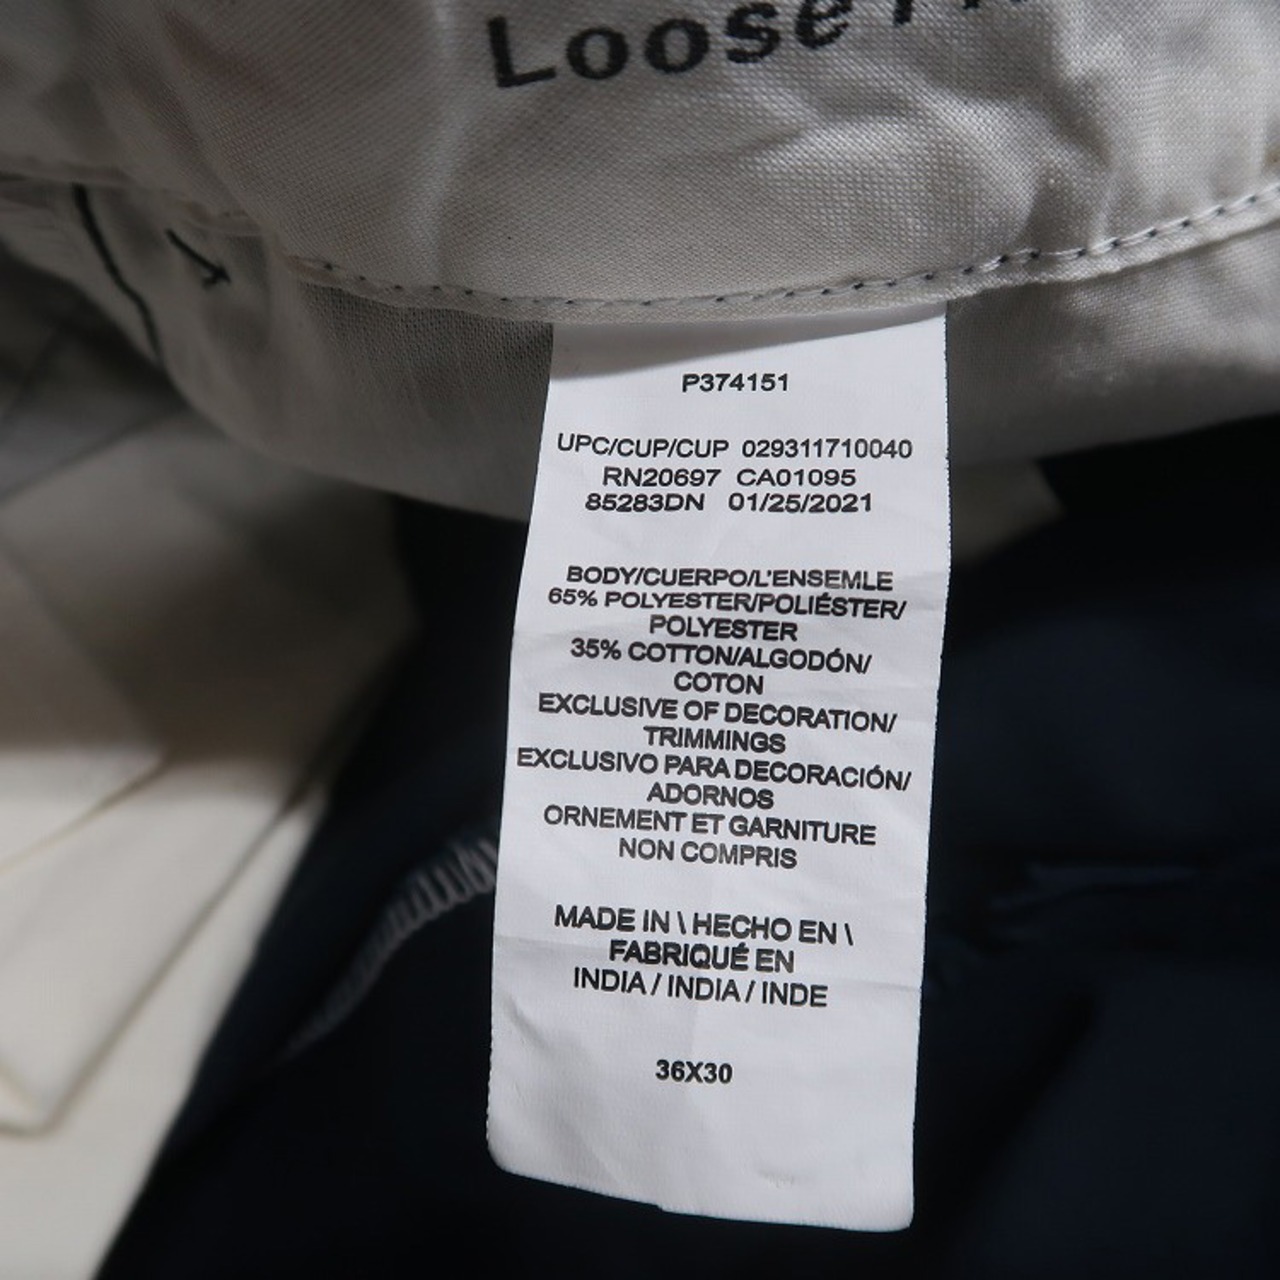 Loose
P374151
UPC/CUP/CUP 029311710040
RN20697 CA01095
85283DN 01/25/2021
BODY/CUERPO/L'ENSEMLE
65% POLYESTER/POLIÉSTER/
POLYESTER
35% COTTON/ALGODÓN/
COTON
EXCLUSIVE OF DECORATION/
TRIMMINGS
EXCLUSIVO PARA DECORACIÓN/
ADORNOS
ORNEMENT ET GARNITURE
NON COMPRIS
MADE IN \ HECHO EN \
FABRIQUÉ EN
INDIA / INDIA / INDE
36X30